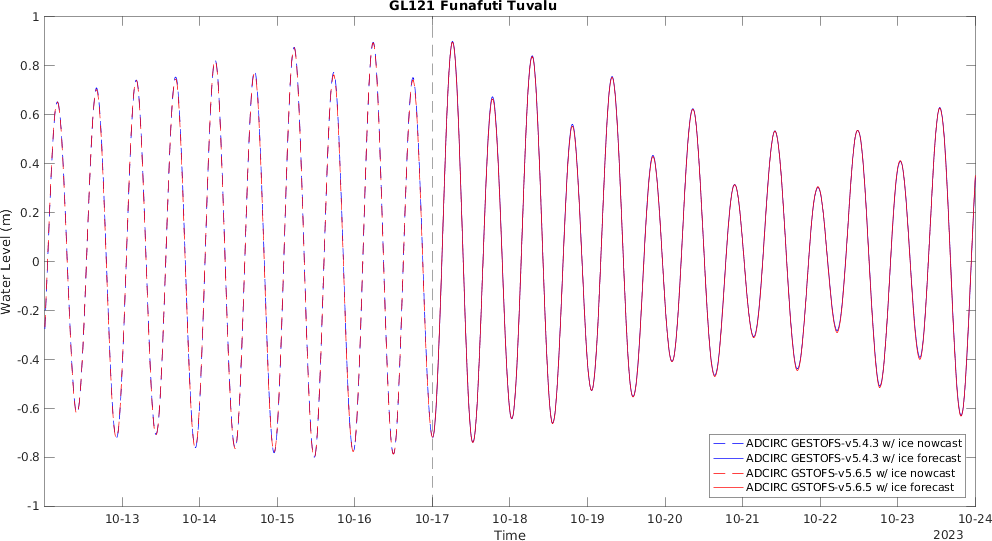 GL121 Funafuti Tuvalu
1
0.8
0.6
0.4
0.2
0
-0.2
-0.4
-0.6
-0.8
-1
Water Level (m)
ADCIRC GESTOFS-v5.4.3 w/ ice nowcast
ADCIRC GESTOFS-v5.4.3 w/ ice forecast
ADCIRC GSTOFS-v5.6.5 w/ ice nowcast
ADCIRC GSTOFS-v5.6.5 w/ ice forecast
10-13 10-14 10-15 10-16 10-17 10-18 10-19 10-20 10-21 10-22 10-23 10-24
Time
2023